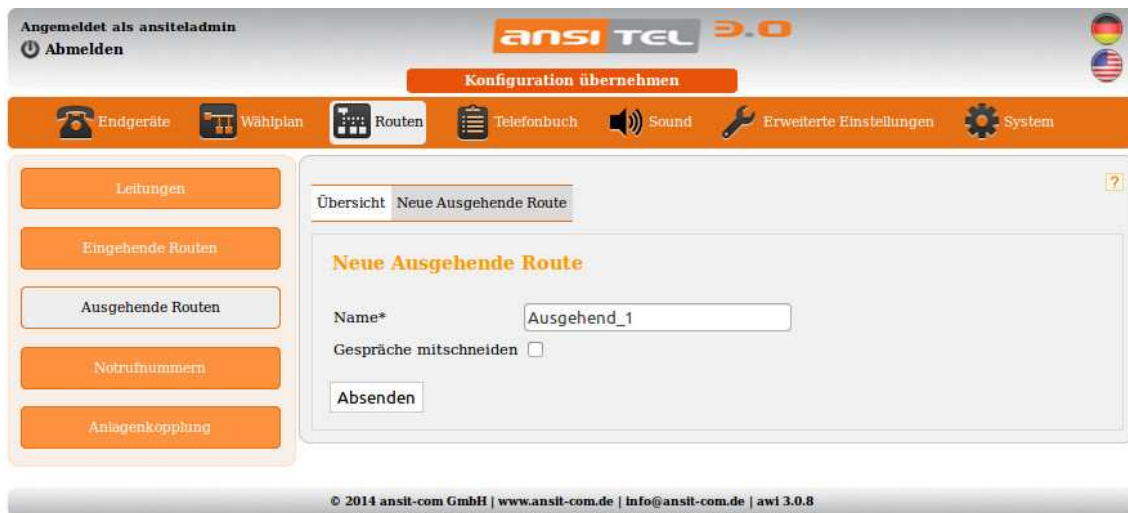 Angemeldet als ansiteladmin
Abmelden
ansi TEL 3.0
Konfiguration übernehmen
Endgeräte Wählplan Routen Telefonbuch Sound Erweiterte Einstellungen System
Leitungen
Eingehende Routen
Ausgehende Routen
Notrufnummern
Anlagenkopplung
?
Übersicht Neue Ausgehende Route
Neue Ausgehende Route
Name* Ausgehend_1
Gespräche mitschneiden
Absenden
© 2014 ansit-com GmbH | www.ansit-com.de | info@ansit-com.de | awi 3.0.8